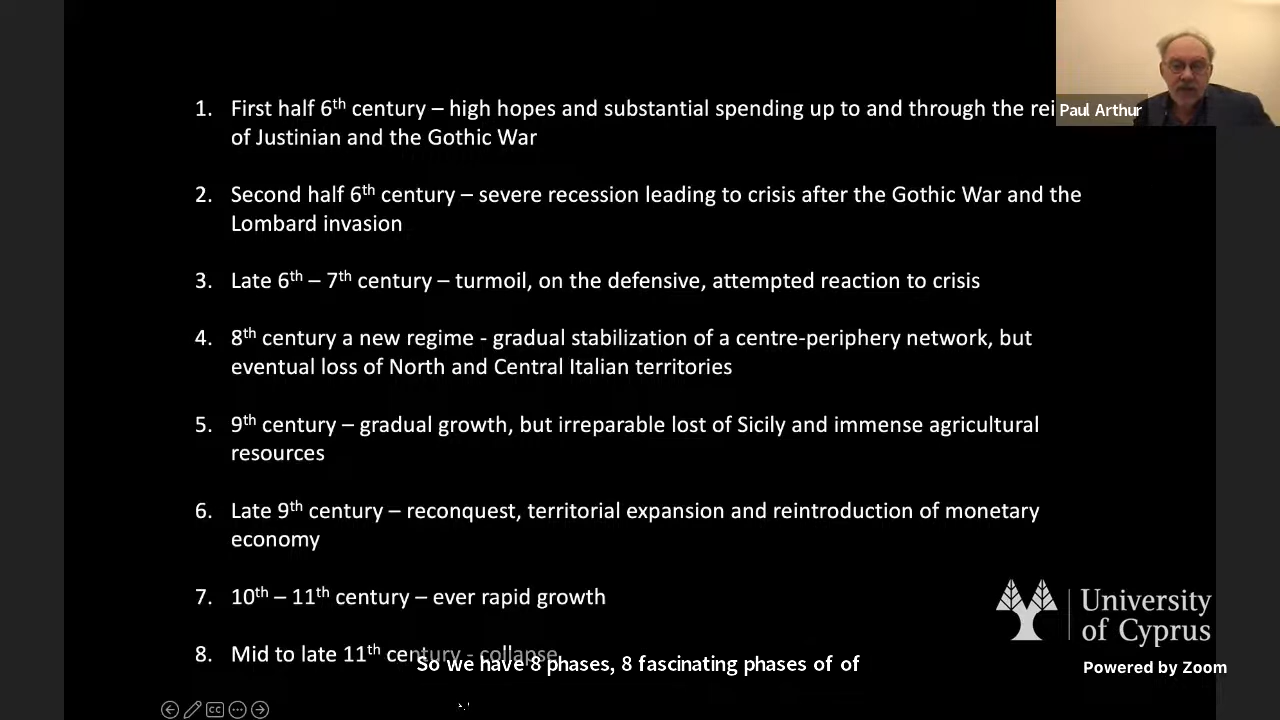 1. First half 6th century – high hopes and substantial spending up to and through the rei
of Justinian and the Gothic War
2. Second half 6th century – severe recession leading to crisis after the Gothic War and the
Lombard invasion
3. Late 6th – 7th century – turmoil, on the defensive, attempted reaction to crisis
4. 8th century a new regime - gradual stabilization of a centre-periphery network, but
eventual loss of North and Central Italian territories
5. 9th century – gradual growth, but irreparable lost of Sicily and immense agricultural
resources
6. Late 9th century – reconquest, territorial expansion and reintroduction of monetary
economy
7. 10th – 11th century – ever rapid growth
8. Mid to late 11th century - collapse
So we have 8 phases, 8 fascinating phases of of
Paul Arthur
University
of Cyprus
Powered by Zoom
CC